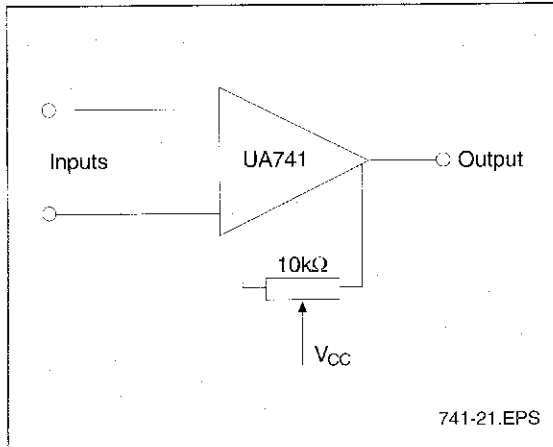 Inputs
UA741
Output
10kΩ
VCC
741-21.EPS